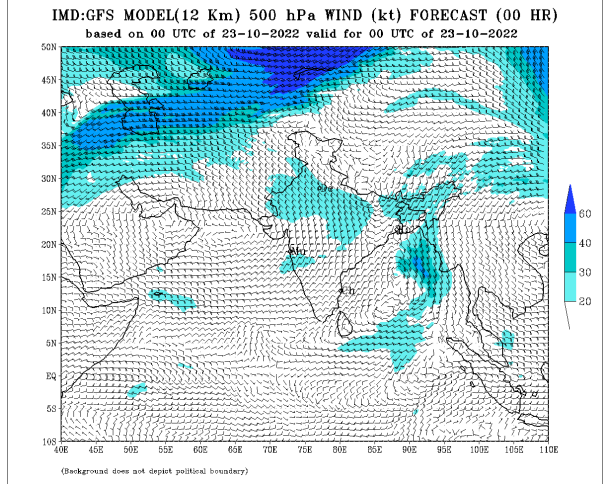 IMD:GFS MODEL(12 Km) 500 hPa WIND (kt) FORECAST (00 HR)
based on 00 UTC of 23-10-2022 valid for 00 UTC of 23-10-2022
50N
45N
40N
35N
30N
25N
20N
15N
10N
5N
EQ
5S
10S
40E 45E 50E 55E 60E 65E 70E 75E 80E 85E 90E 95E 100E 105E 110E
60
40
30
20
(Background does not depict political boundary)